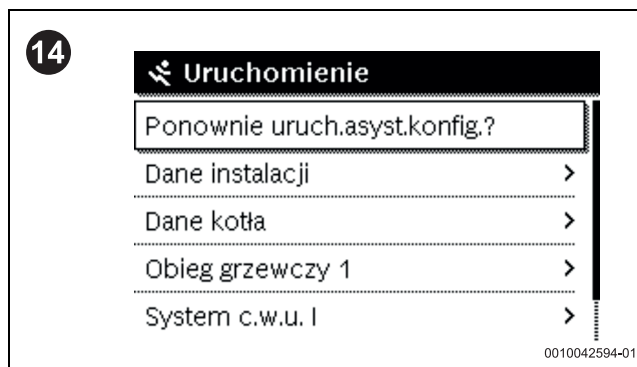 14
Uruchomienie
Ponownie uruch.asyst.konfig.?
Dane instalacji >
Dane kotła >
Obieg grzewczy 1 >
System c.w.u. I >
0010042594-01